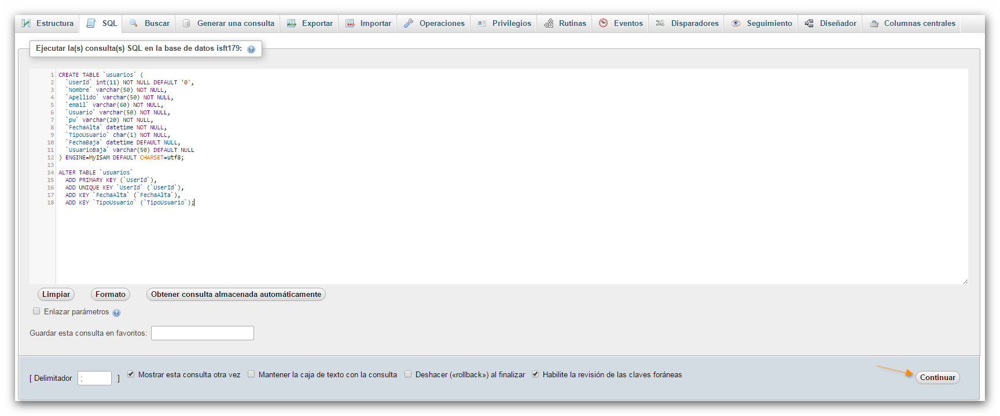 Estructura SQL Buscar Generar una consulta Exportar Importar Operaciones Privilegios Rutinas Eventos Disparadores Seguimiento Diseñador Columnas centrales
Ejecutar la(s) consulta(s) SQL en la base de datos isft179:
1 CREATE TABLE `usuarios` (
2 `UserId` int(11) NOT NULL DEFAULT '0',
3 `Nombre` varchar(50) NOT NULL,
4 `Apellido` varchar(50) NOT NULL,
5 `email` varchar(60) NOT NULL,
6 `Usuario` varchar(50) NOT NULL,
7 `pw` varchar(20) NOT NULL,
8 `FechaAlta` datetime NOT NULL,
9 `TipoUsuario` char(1) NOT NULL,
10 `FechaBaja` datetime DEFAULT NULL,
11 `UsuarioBaja` varchar(50) DEFAULT NULL
12 ) ENGINE=MyISAM DEFAULT CHARSET=utf8;
13
14 ALTER TABLE `usuarios`
15 ADD PRIMARY KEY (`UserId`),
16 ADD UNIQUE KEY `UserId` (`UserId`),
17 ADD KEY `FechaAlta` (`FechaAlta`),
18 ADD KEY `TipoUsuario` (`TipoUsuario`);
Limpiar Formato Obtener consulta almacenada automáticamente
Enlazar parámetros
Guardar esta consulta en favoritos:
[ Delimitador ; ] Mostrar esta consulta otra vez Mantener la caja de texto con la consulta Deshacer («rollback») al finalizar Habilite la revisión de las claves foráneas Continuar